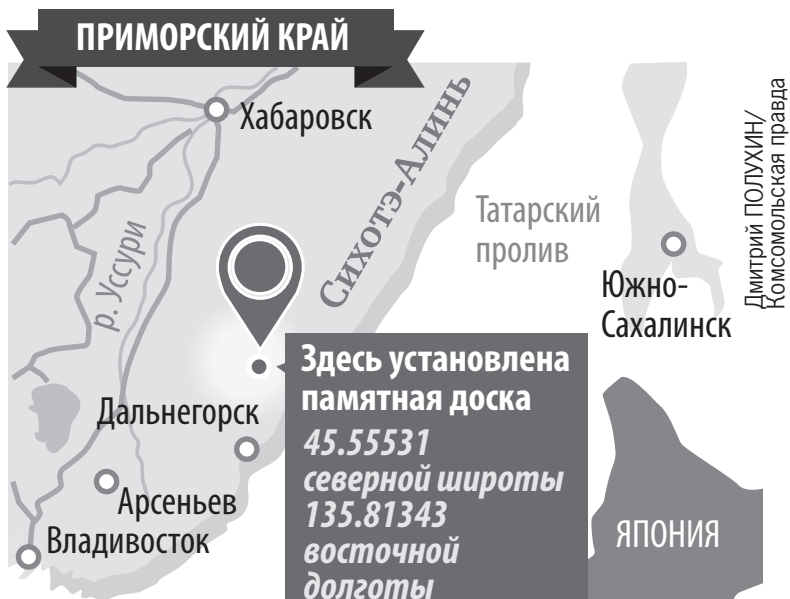 ПРИМОРСКИЙ КРАЙ
Хабаровск
Сихотэ-Алинь
р. Уссури
Татарский
пролив
Южно-
Сахалинск
Дмитрий ПОЛУХИН/
Комсомольская правда
Здесь установлена
памятная доска
45.55531
северной широты
135.81343
восточной
долготы
Дальнегорск
Арсеньев
Владивосток
ЯПОНИЯ